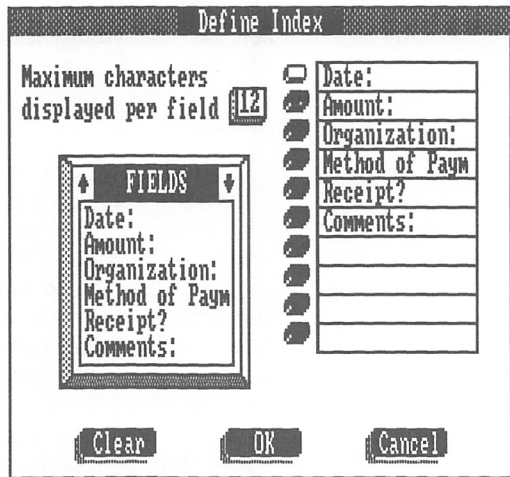 Define Index
Maximum characters
displayed per field 12
FIELDS
Date:
Amount:
Organization:
Method of Paym
Receipt?
Comments:
Date:
Amount:
Organization:
Method of Paym
Receipt?
Comments:
Clear OK Cancel